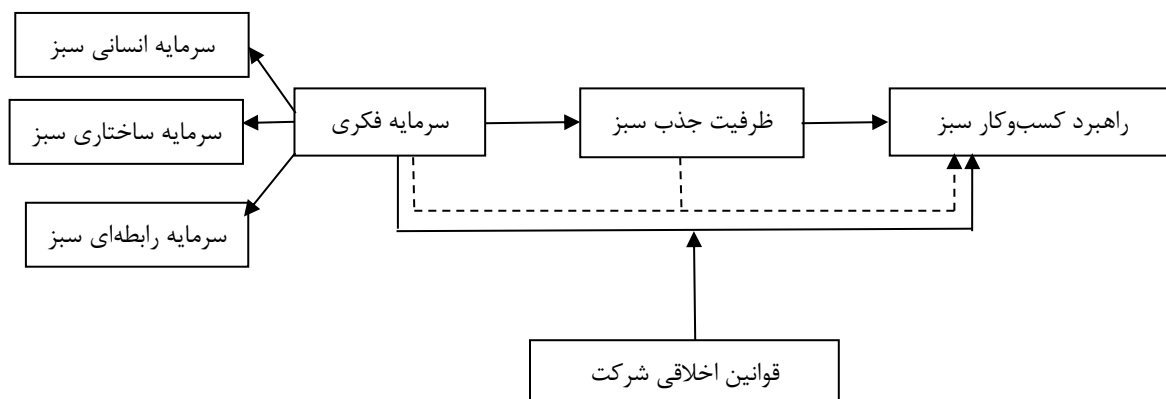 سرمایه انسانی سبز
سرمایه ساختاری سبز
سرمایه رابطه‌ای سبز
سرمایه فکری
ظرفیت جذب سبز
راهبرد کسب‌وکار سبز
قوانین اخلاقی شرکت